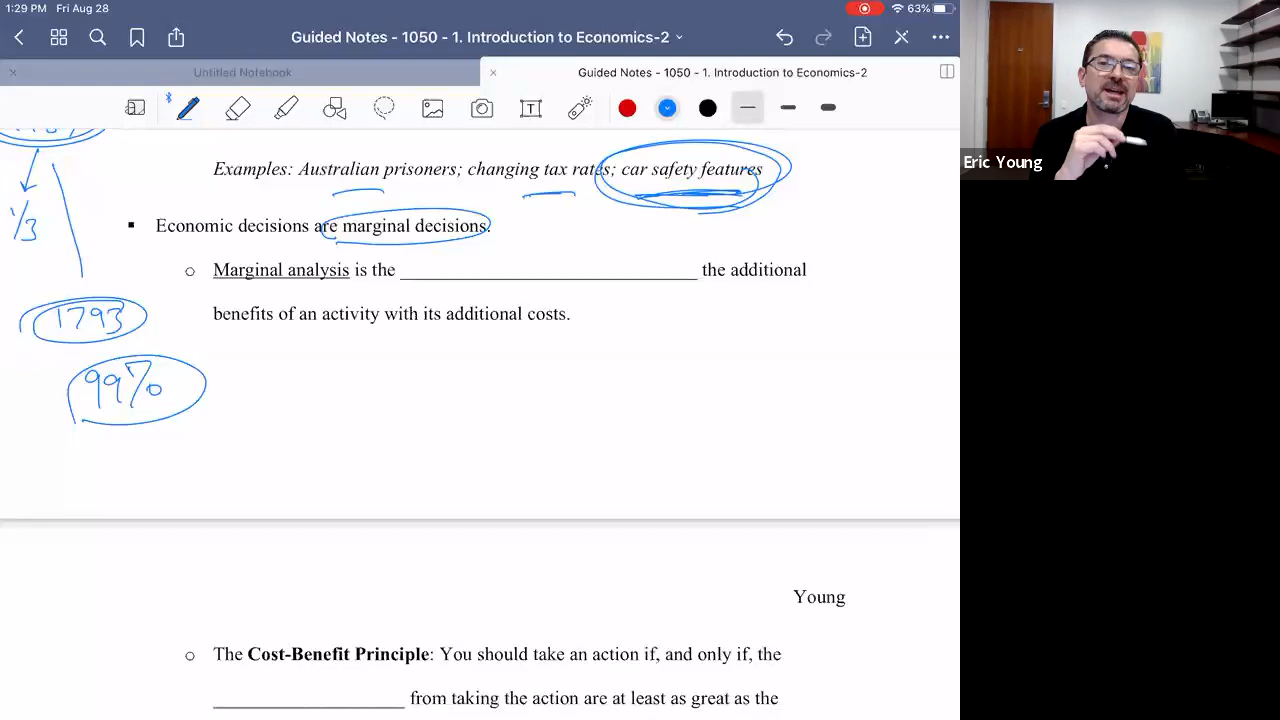 1:29 PM Fri Aug 28
63%
Guided Notes - 1050 - 1. Introduction to Economics-2
Untitled Notebook
Guided Notes - 1050 - 1. Introduction to Economics-2
T
Eric Young
Examples: Australian prisoners; changing tax rates; car safety features
1/3
Economic decisions are marginal decisions.
Marginal analysis is the ______________________________ the additional
benefits of an activity with its additional costs.
1793
99%
Young
The Cost-Benefit Principle: You should take an action if, and only if, the
____________________ from taking the action are at least as great as the